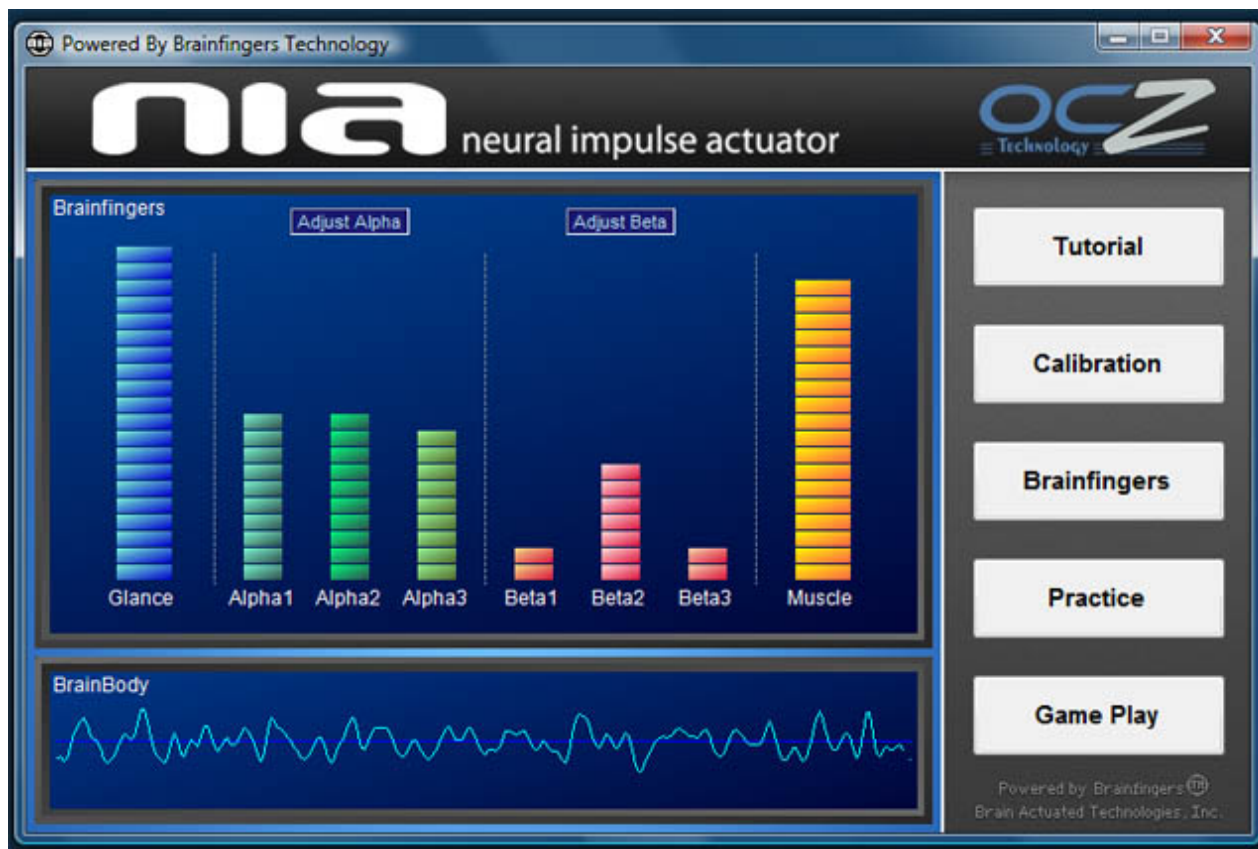 Powered By Brainfingers Technology
nia neural impulse actuator
OCZ
Technology
Brainfingers
Adjust Alpha
Adjust Beta
Glance
Alpha1
Alpha2
Alpha3
Beta1
Beta2
Beta3
Muscle
BrainBody
Tutorial
Calibration
Brainfingers
Practice
Game Play
Powered by Brainfingers TM
Brain Actuated Technologies, Inc.